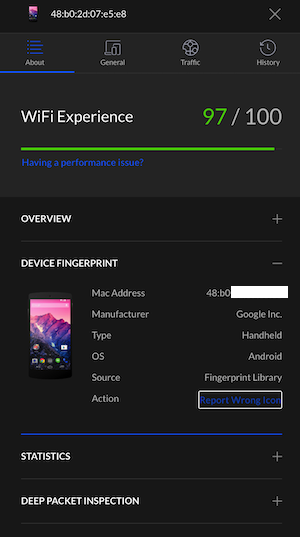 48:b0:2d:07:e5:e8
About
General
Traffic
History
WiFi Experience 97 / 100
Having a performance issue?
OVERVIEW
DEVICE FINGERPRINT
Mac Address 48:b0
Manufacturer Google Inc.
Type Handheld
OS Android
Source Fingerprint Library
Action Report Wrong Icon
STATISTICS
DEEP PACKET INSPECTION